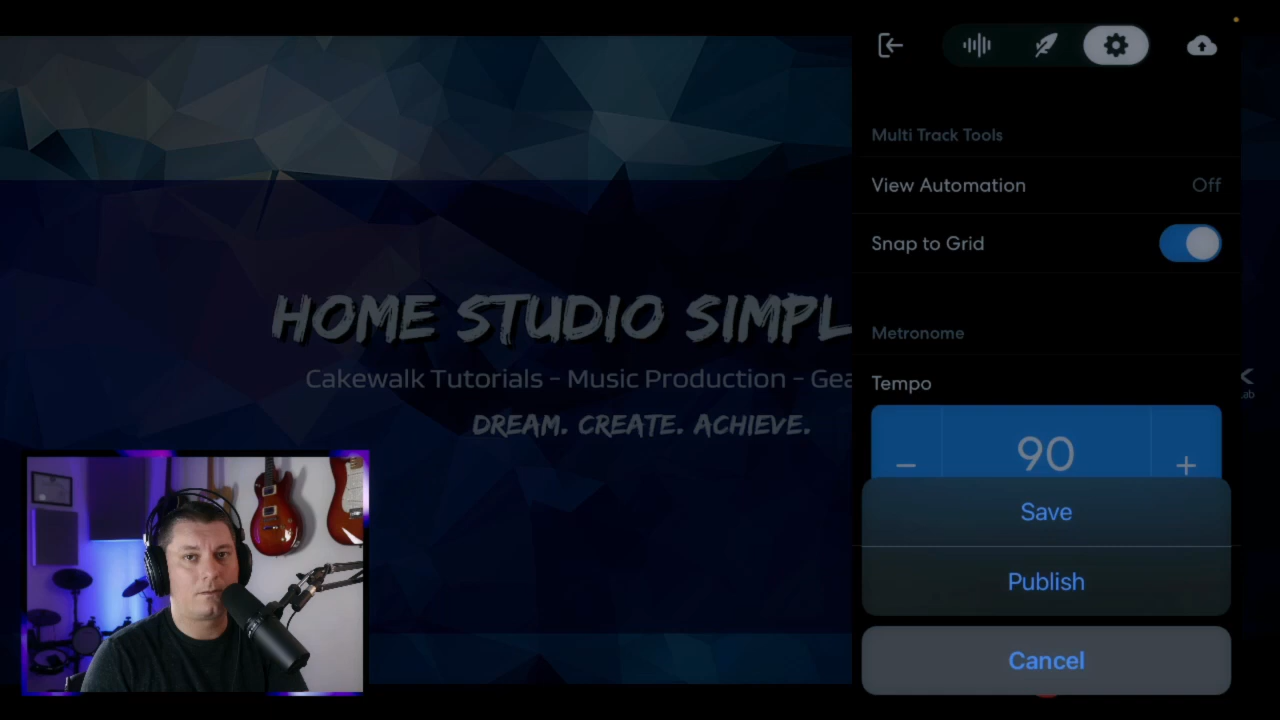 HOME STUDIO SIMPL
Cakewalk Tutorials - Music Production - Gea
DREAM. CREATE. ACHIEVE.
Multi Track Tools
View Automation Off
Snap to Grid
Metronome
Tempo
90
Save
Publish
Cancel
ab